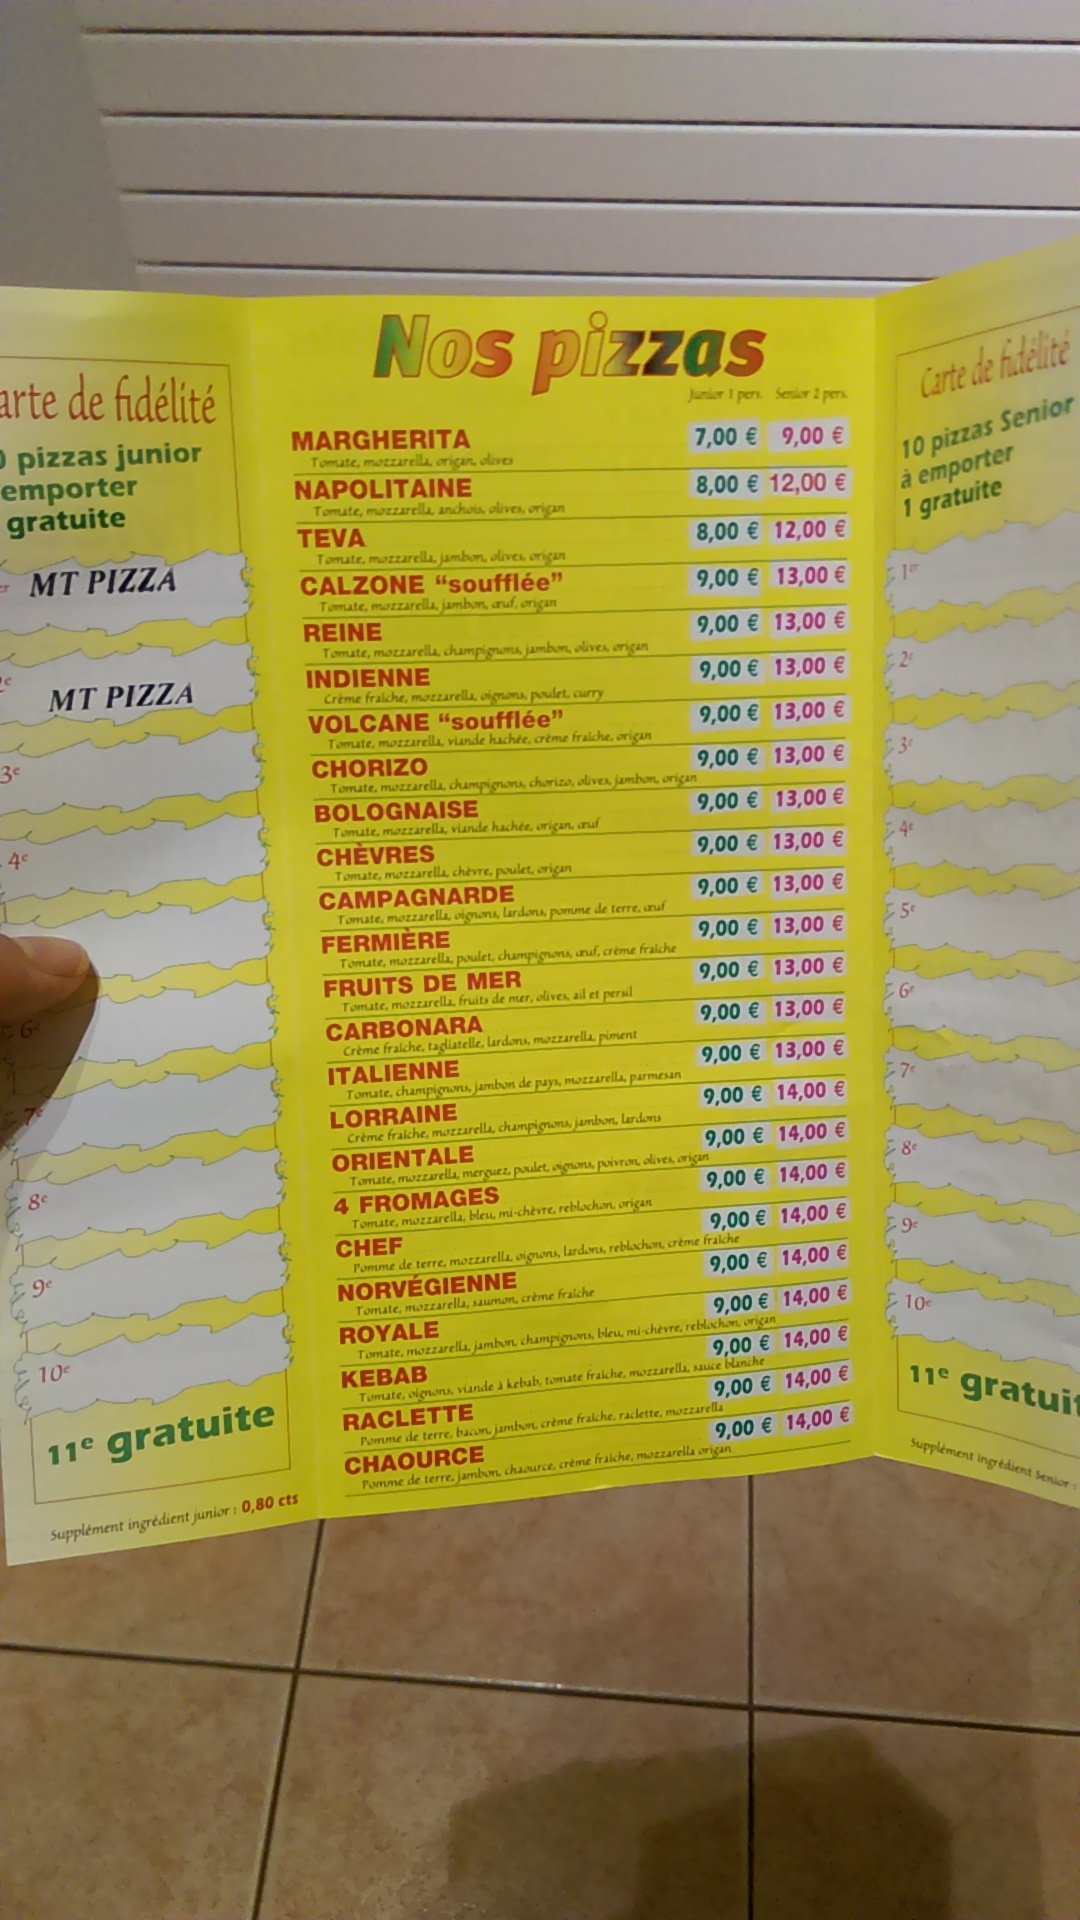 arte de fidélité
pizzas junior
emporter
gratuite
MT PIZZA
MT PIZZA
3e
4e
6e
7e
8e
9e
10e
11e gratuite
Supplément ingrédient junior : 0,80 cts
Nos pizzas
Junior 1 pers. Senior 2 pers.
MARGHERITA 7,00 € 9,00 €
Tomate, mozzarella, origan, olives
NAPOLITAINE 8,00 € 12,00 €
Tomate, mozzarella, anchois, olives, origan
TEVA 8,00 € 12,00 €
Tomate, mozzarella, jambon, olives, origan
CALZONE “soufflée” 9,00 € 13,00 €
Tomate, mozzarella, jambon, œuf, origan
REINE 9,00 € 13,00 €
Tomate, mozzarella, champignons, jambon, olives, origan
INDIENNE 9,00 € 13,00 €
Crème fraîche, mozzarella, oignons, poulet, curry
VOLCANE “soufflée” 9,00 € 13,00 €
Tomate, mozzarella, viande hachée, crème fraîche, origan
CHORIZO 9,00 € 13,00 €
Tomate, mozzarella, champignons, chorizo, olives, jambon, origan
BOLOGNAISE 9,00 € 13,00 €
Tomate, mozzarella, viande hachée, origan, œuf
CHÈVRES 9,00 € 13,00 €
Tomate, mozzarella, chèvre, poulet, origan
CAMPAGNARDE 9,00 € 13,00 €
Tomate, mozzarella, oignons, lardons, pomme de terre, œuf
FERMIÈRE 9,00 € 13,00 €
Tomate, mozzarella, poulet, champignons, œuf, crème fraîche
FRUITS DE MER 9,00 € 13,00 €
Tomate, mozzarella, fruits de mer, olives, ail et persil
CARBONARA 9,00 € 13,00 €
Crème fraîche, tagliatelle, lardons, mozzarella, piment
ITALIENNE 9,00 € 13,00 €
Tomate, champignons, jambon de pays, mozzarella, parmesan
LORRAINE 9,00 € 14,00 €
Crème fraîche, mozzarella, champignons, jambon, lardons
ORIENTALE 9,00 € 14,00 €
Tomate, mozzarella, merguez, poulet, oignons, poivron, olives, origan
4 FROMAGES 9,00 € 14,00 €
Tomate, mozzarella, bleu, mi-chèvre, reblochon, origan
CHEF 9,00 € 14,00 €
Pomme de terre, mozzarella, oignons, lardons, reblochon, crème fraîche
NORVÉGIENNE 9,00 € 14,00 €
Tomate, mozzarella, saumon, crème fraîche
ROYALE 9,00 € 14,00 €
Tomate, mozzarella, jambon, champignons, bleu, mi-chèvre, reblochon, origan
KEBAB 9,00 € 14,00 €
Tomate, oignons, viande à kebab, tomate fraîche, mozzarella, sauce blanche
RACLETTE 9,00 € 14,00 €
Pomme de terre, bacon, jambon, crème fraîche, raclette, mozzarella
CHAOURCE 9,00 € 14,00 €
Pomme de terre, jambon, chaource, crème fraîche, mozzarella origan
Carte de fidélité
10 pizzas Senior
à emporter
1 gratuite
1er
2e
3e
4e
5e
6e
7e
8e
9e
10e
11e gratuit
Supplément ingrédient senior :